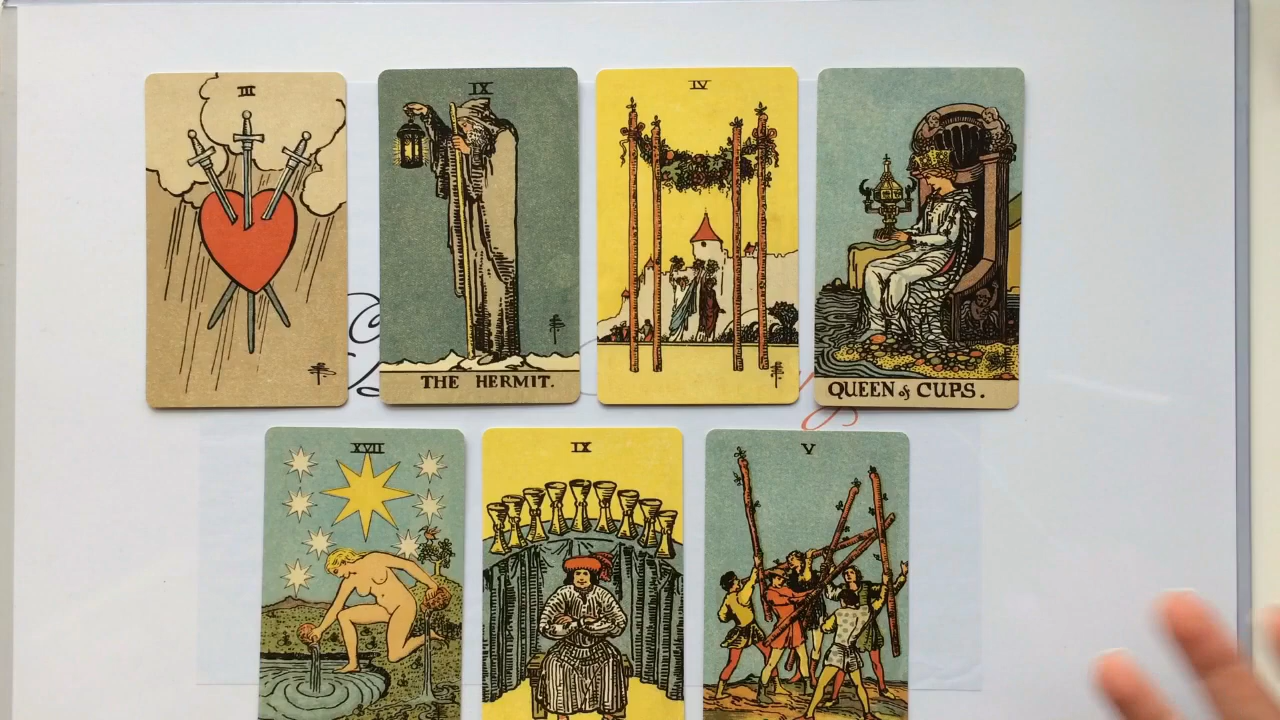 III
IX
IV
THE HERMIT.
QUEEN of CUPS.
XVII
IX
V